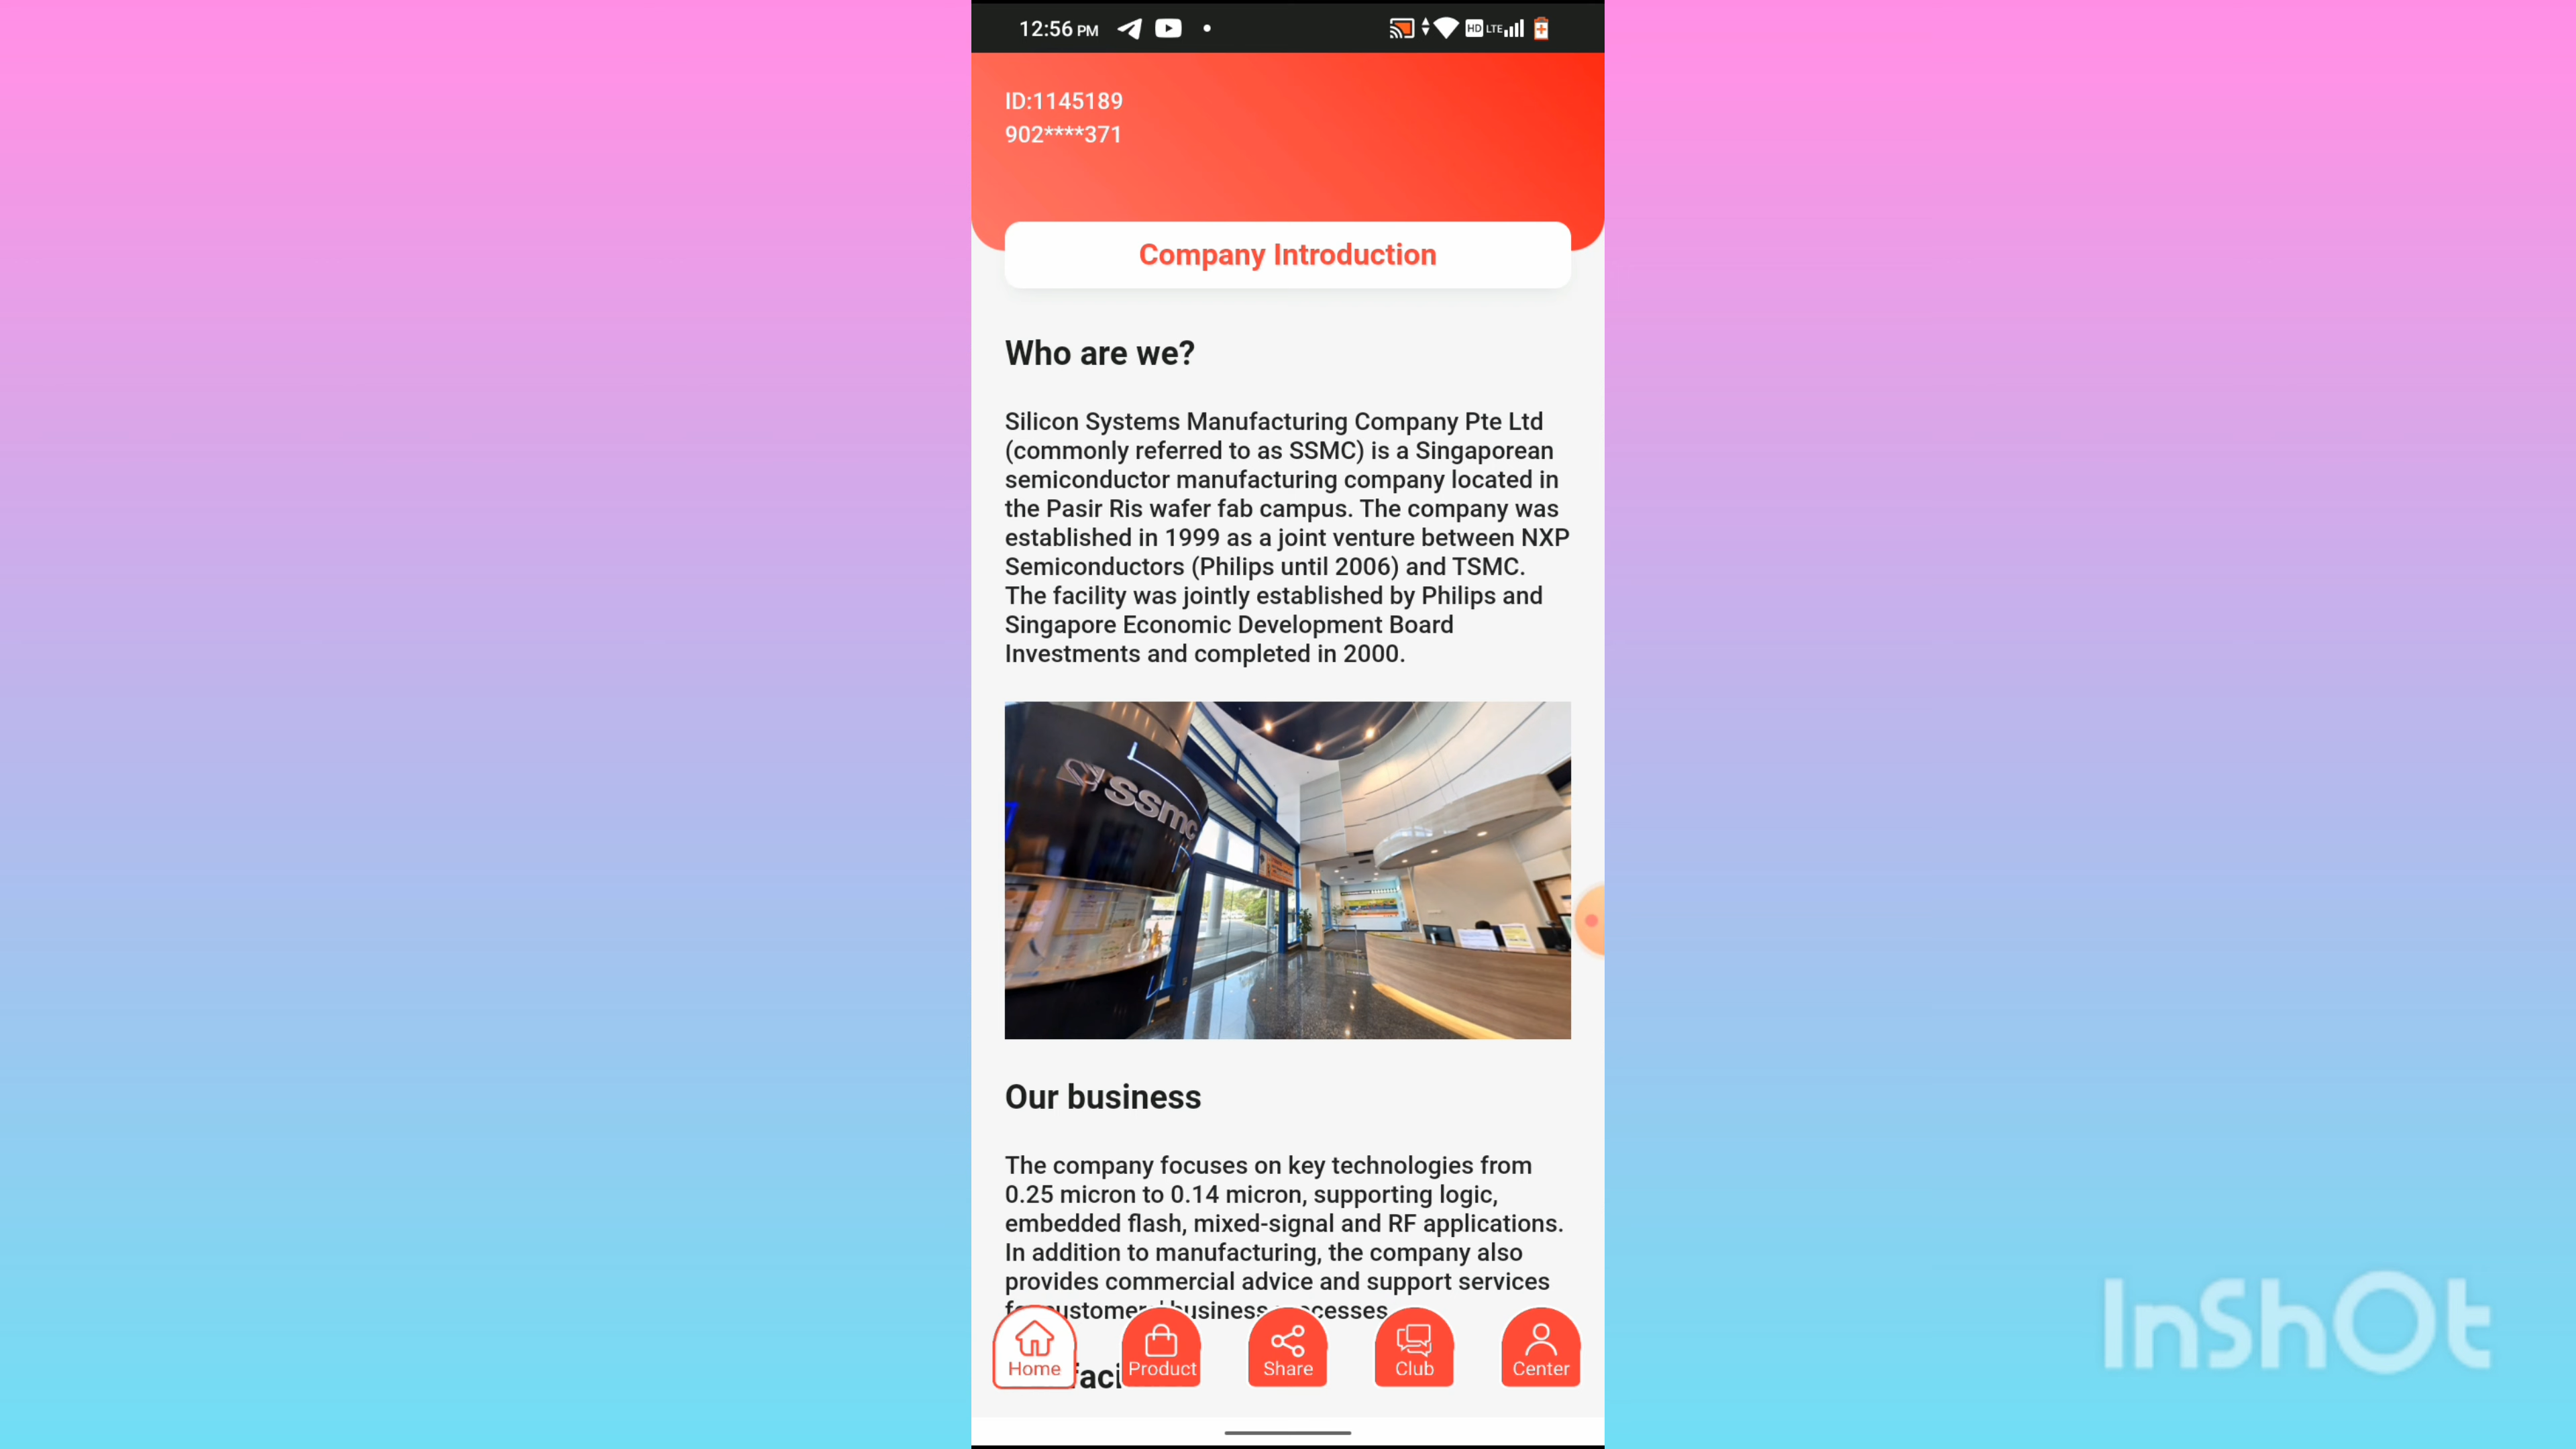 12:56 PM
HD LTE
ID:1145189
902****371
Company Introduction
Who are we?
Silicon Systems Manufacturing Company Pte Ltd
(commonly referred to as SSMC) is a Singaporean
semiconductor manufacturing company located in
the Pasir Ris wafer fab campus. The company was
established in 1999 as a joint venture between NXP
Semiconductors (Philips until 2006) and TSMC.
The facility was jointly established by Philips and
Singapore Economic Development Board
Investments and completed in 2000.
ssmc
Our business
The company focuses on key technologies from
0.25 micron to 0.14 micron, supporting logic,
embedded flash, mixed-signal and RF applications.
In addition to manufacturing, the company also
provides commercial advice and support services
business
Home
Product
Share
Club
Center
InShOt